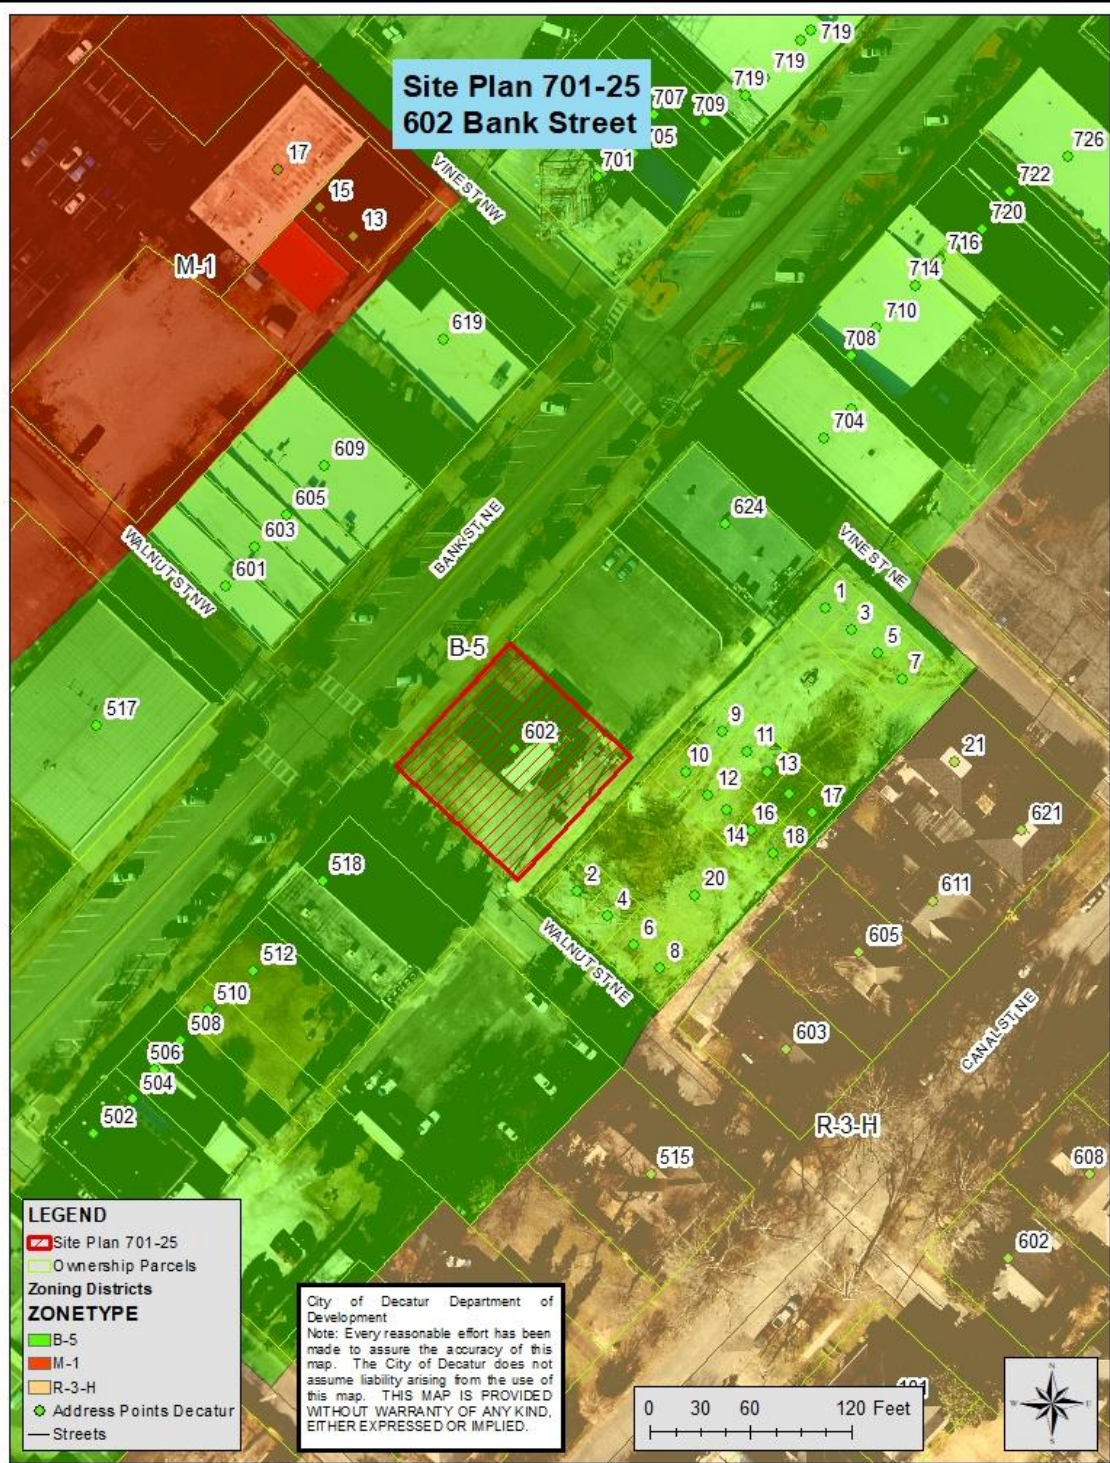 Site Plan 701-25
602 Bank Street
719
719
719
707
709
705
701
726
722
720
716
714
710
708
704
17
15
13
M-1
VINE ST NW
619
609
605
603
601
WALNUT ST NW
BANK ST NE
624
VINE ST NE
517
B-5
602
1
3
5
7
9
11
10
13
12
17
16
14
18
20
2
4
6
8
WALNUT ST NE
21
621
611
605
603
CANAL ST NE
R-3-H
518
512
510
508
506
504
502
515
608
602
LEGEND
Site Plan 701-25
Ownership Parcels
Zoning Districts
ZONETYPE
B-5
M-1
R-3-H
Address Points Decatur
Streets
City of Decatur Department of
Development
Note: Every reasonable effort has been
made to assure the accuracy of this
map. The City of Decatur does not
assume liability arising from the use of
this map. THIS MAP IS PROVIDED
WITHOUT WARRANTY OF ANY KIND,
EITHER EXPRESSED OR IMPLIED.
0 30 60 120 Feet
N
W E
S